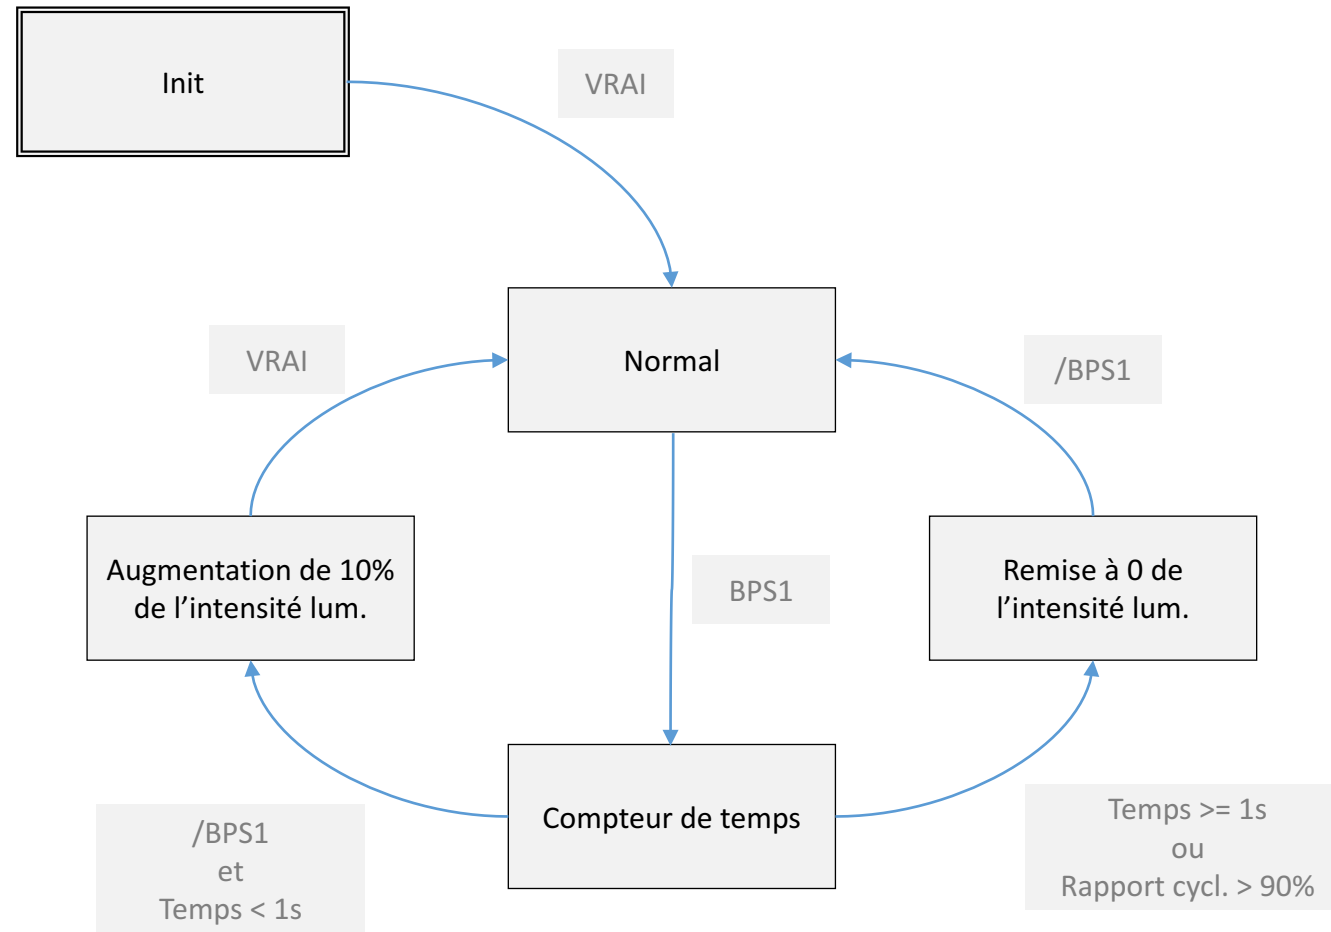 Init
VRAI
VRAI
Normal
/BPS1
Augmentation de 10%
de l’intensité lum.
BPS1
Remise à 0 de
l’intensité lum.
/BPS1
et
Temps < 1s
Compteur de temps
Temps >= 1s
ou
Rapport cycl. > 90%